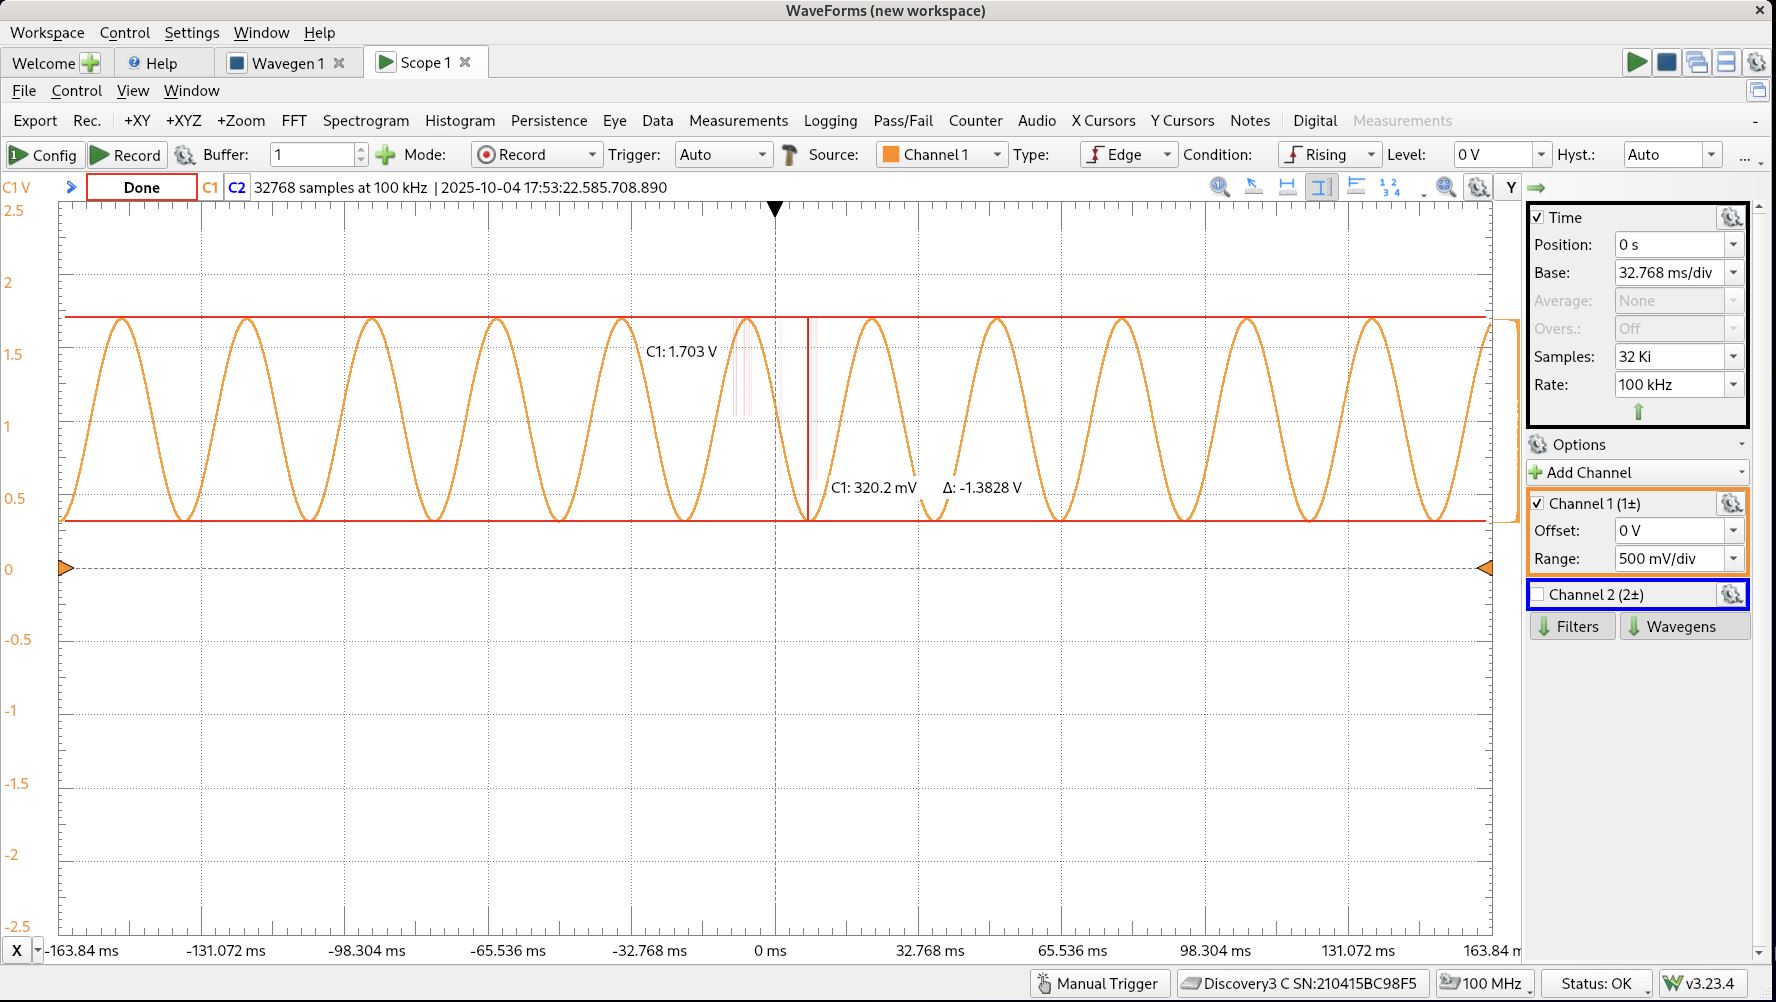 WaveForms (new workspace)
Workspace Control Settings Window Help
Welcome Help Wavegen 1 Scope 1
File Control View Window
Export Rec. +XY +XYZ +Zoom FFT Spectrogram Histogram Persistence Eye Data Measurements Logging Pass/Fail Counter Audio X Cursors Y Cursors Notes Digital Measurements -
Config Record Buffer: 1 Mode: Record Trigger: Auto Source: Channel 1 Type: Edge Condition: Rising Level: 0 V Hyst.: Auto ...
C1 V Done C1 C2 32768 samples at 100 kHz | 2025-10-04 17:53:22.585.708.890 Y
2.5
2
1.5
1
0.5
0
-0.5
-1
-1.5
-2
-2.5
C1: 1.703 V
C1: 320.2 mV Δ: -1.3828 V
X -163.84 ms -131.072 ms -98.304 ms -65.536 ms -32.768 ms 0 ms 32.768 ms 65.536 ms 98.304 ms 131.072 ms 163.84 m
Time
Position: 0 s
Base: 32.768 ms/div
Average: None
Overs.: Off
Samples: 32 Ki
Rate: 100 kHz
Options
Add Channel
Channel 1 (1±)
Offset: 0 V
Range: 500 mV/div
Channel 2 (2±)
Filters Wavegens
Manual Trigger Discovery3 C SN:210415BC98F5 100 MHz Status: OK v3.23.4